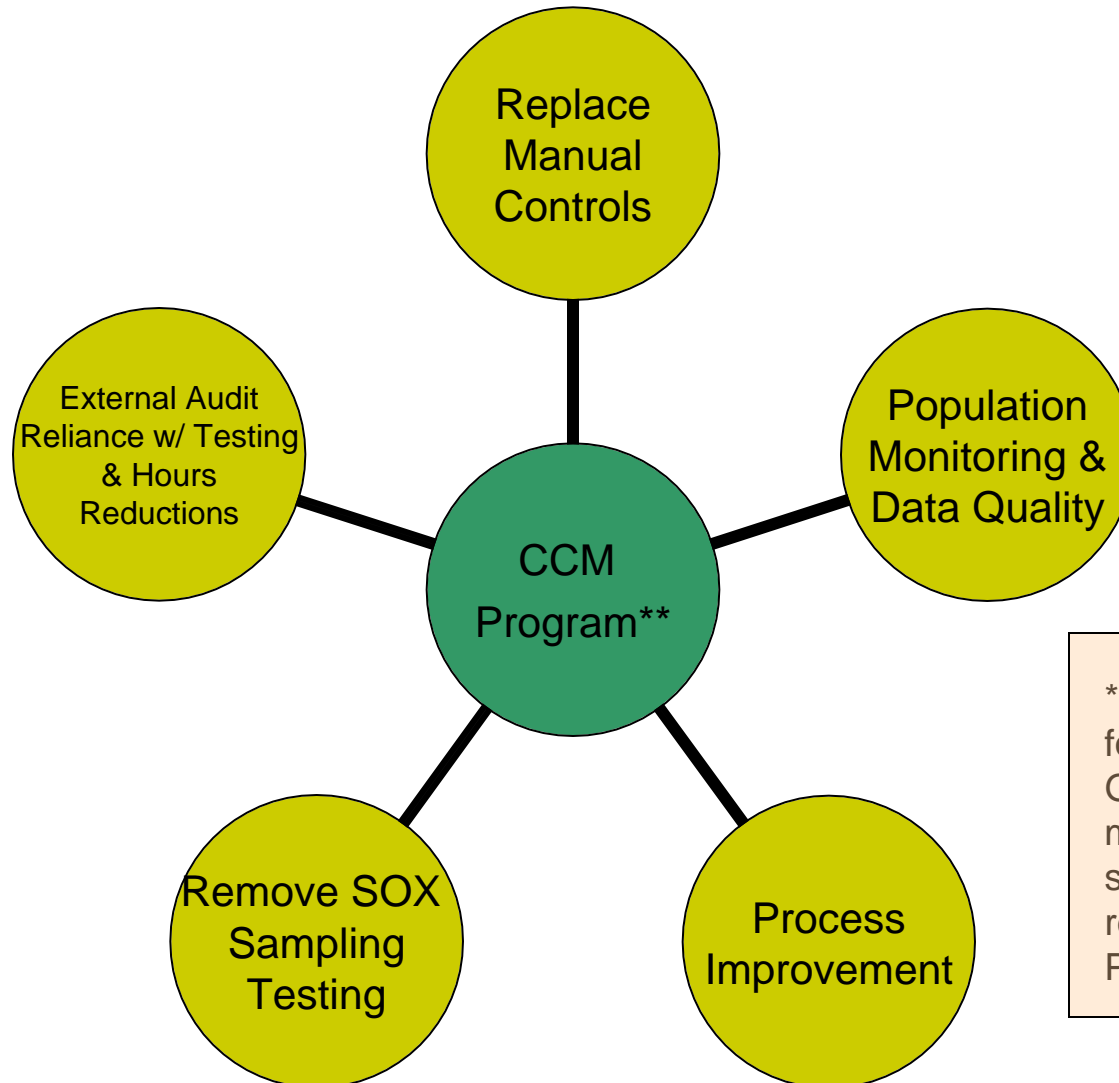 Replace
Manual
Controls
External Audit
Reliance w/ Testing
& Hours
Reductions
Population
Monitoring &
Data Quality
CCM
Program**
Remove SOX
Sampling
Testing
Process
Improvement